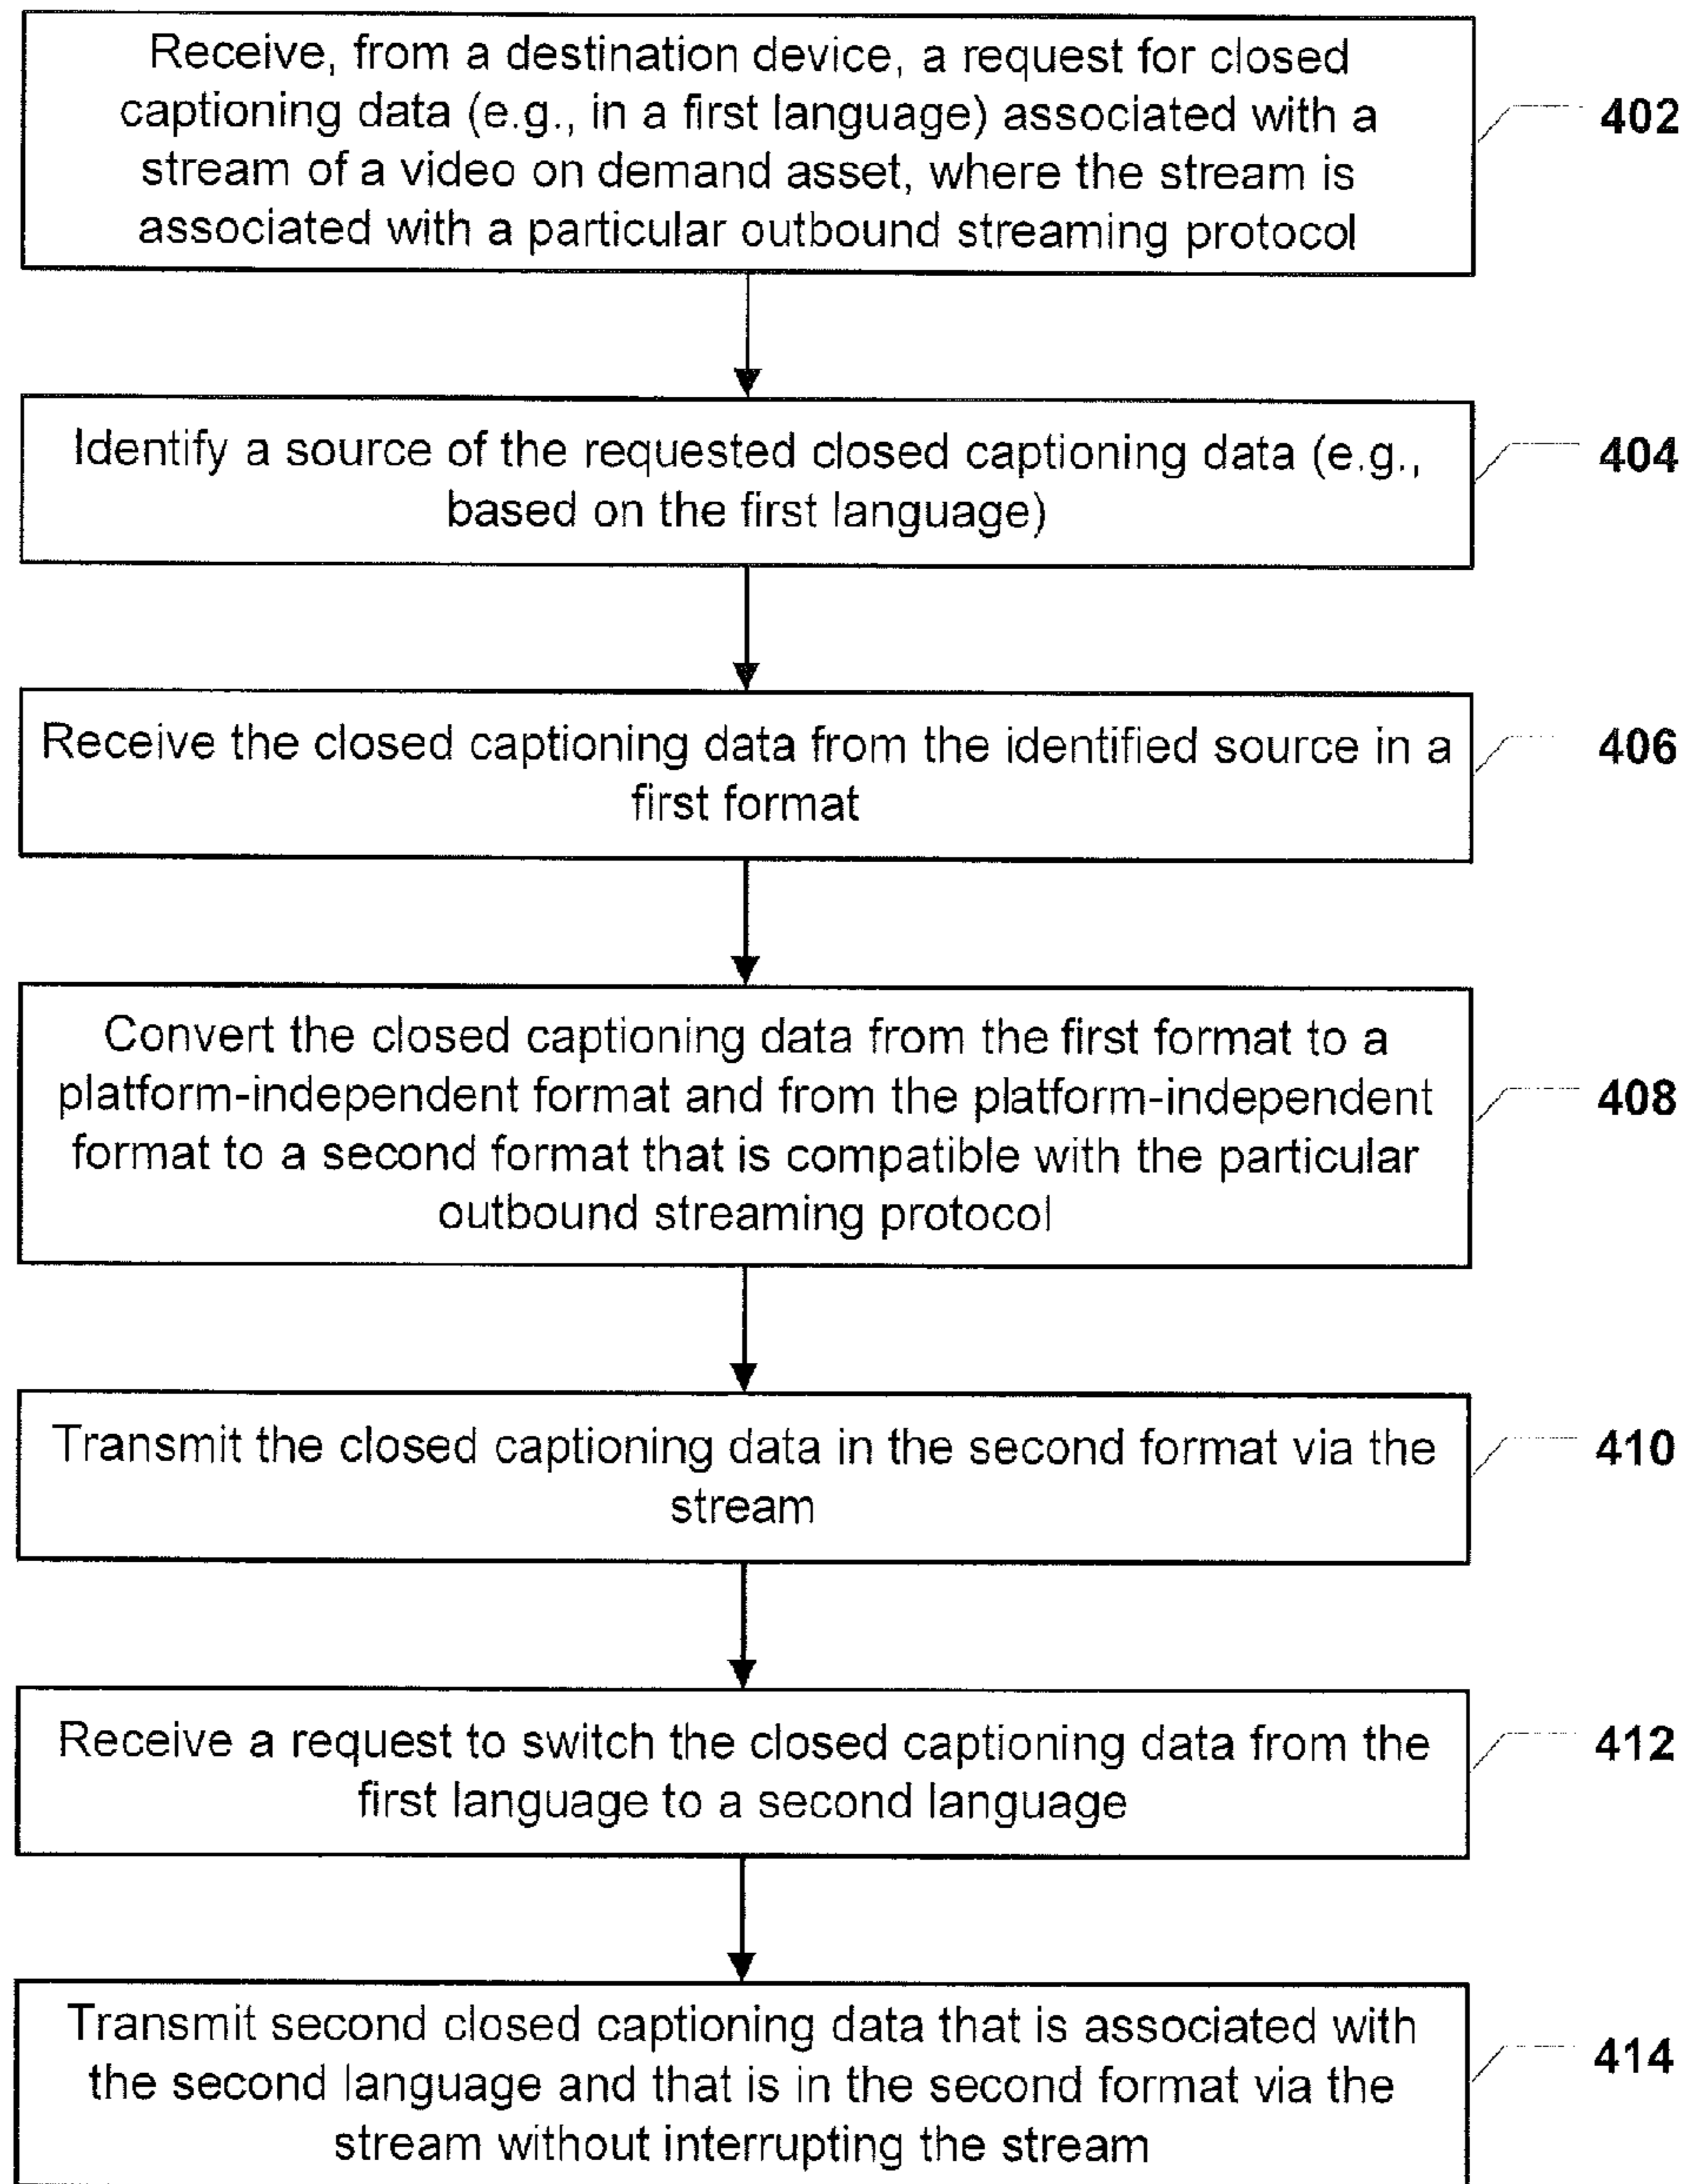 Receive, from a destination device, a request for closed
captioning data (e.g., in a first language) associated with a
stream of a video on demand asset, where the stream is
associated with a particular outbound streaming protocol
402
Identify a source of the requested closed captioning data (e.g.,
based on the first language)
404
Receive the closed captioning data from the identified source in a
first format
406
Convert the closed captioning data from the first format to a
platform-independent format and from the platform-independent
format to a second format that is compatible with the particular
outbound streaming protocol
408
Transmit the closed captioning data in the second format via the
stream
410
Receive a request to switch the closed captioning data from the
first language to a second language
412
Transmit second closed captioning data that is associated with
the second language and that is in the second format via the
stream without interrupting the stream
414